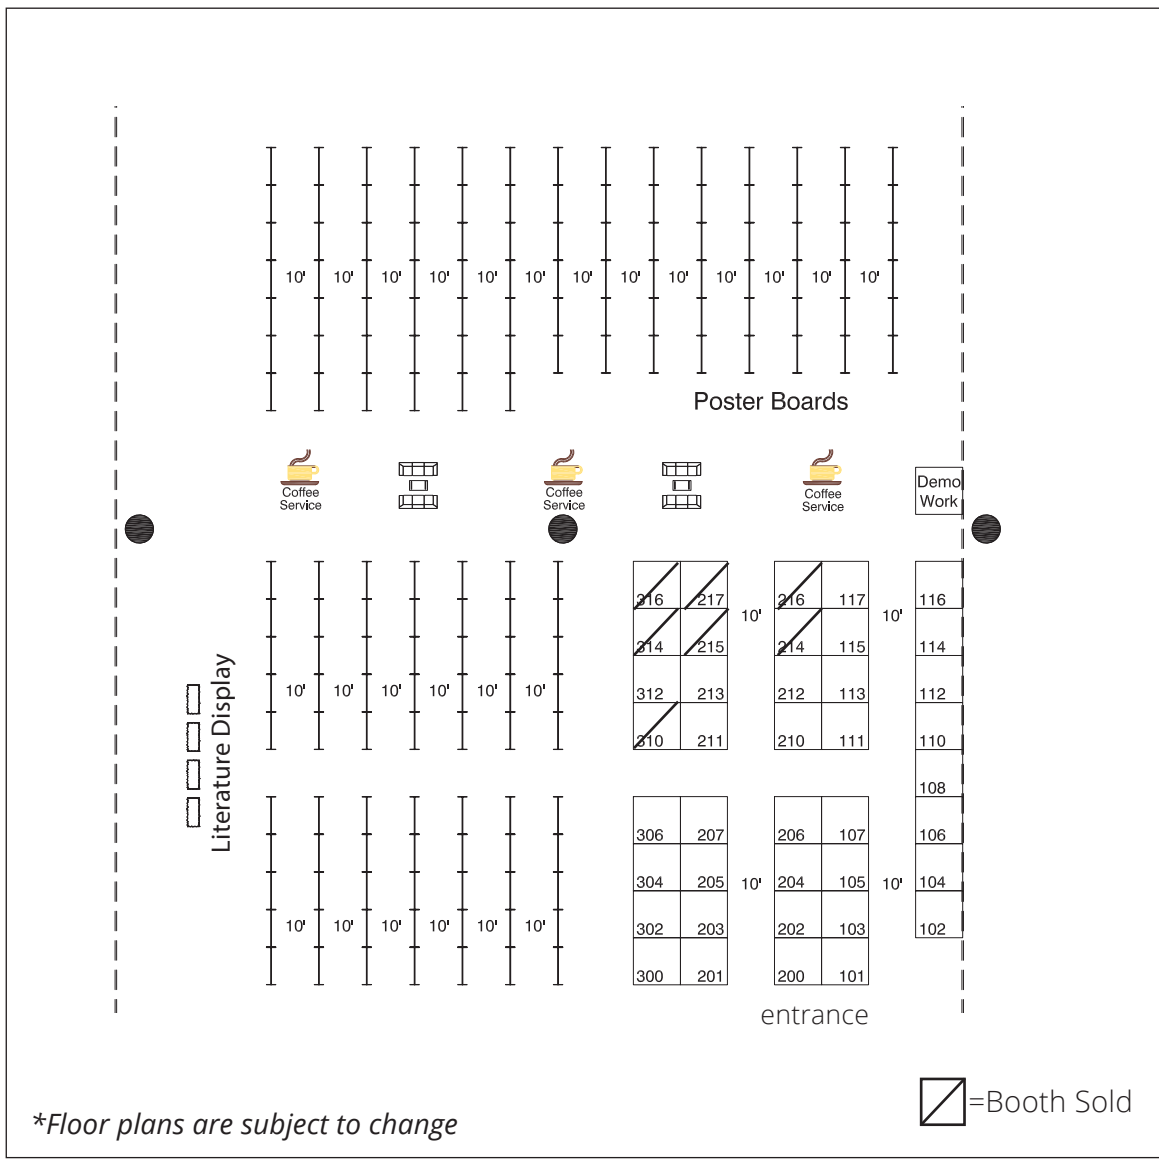 10' 10' 10' 10' 10' 10' 10' 10' 10' 10' 10' 10' 10'
Poster Boards
Coffee
Service
Coffee
Service
Coffee
Service
Demo
Work
316 217 216 117 116
10' 10'
314 215 214 115 114
Literature Display
10' 10' 10' 10' 10' 10'
312 213 212 113 112
310 211 210 111 110
108
306 207 206 107 106
304 205 10' 204 105 10' 104
10' 10' 10' 10' 10' 10'
302 203 202 103 102
300 201 200 101
entrance
=Booth Sold
*Floor plans are subject to change